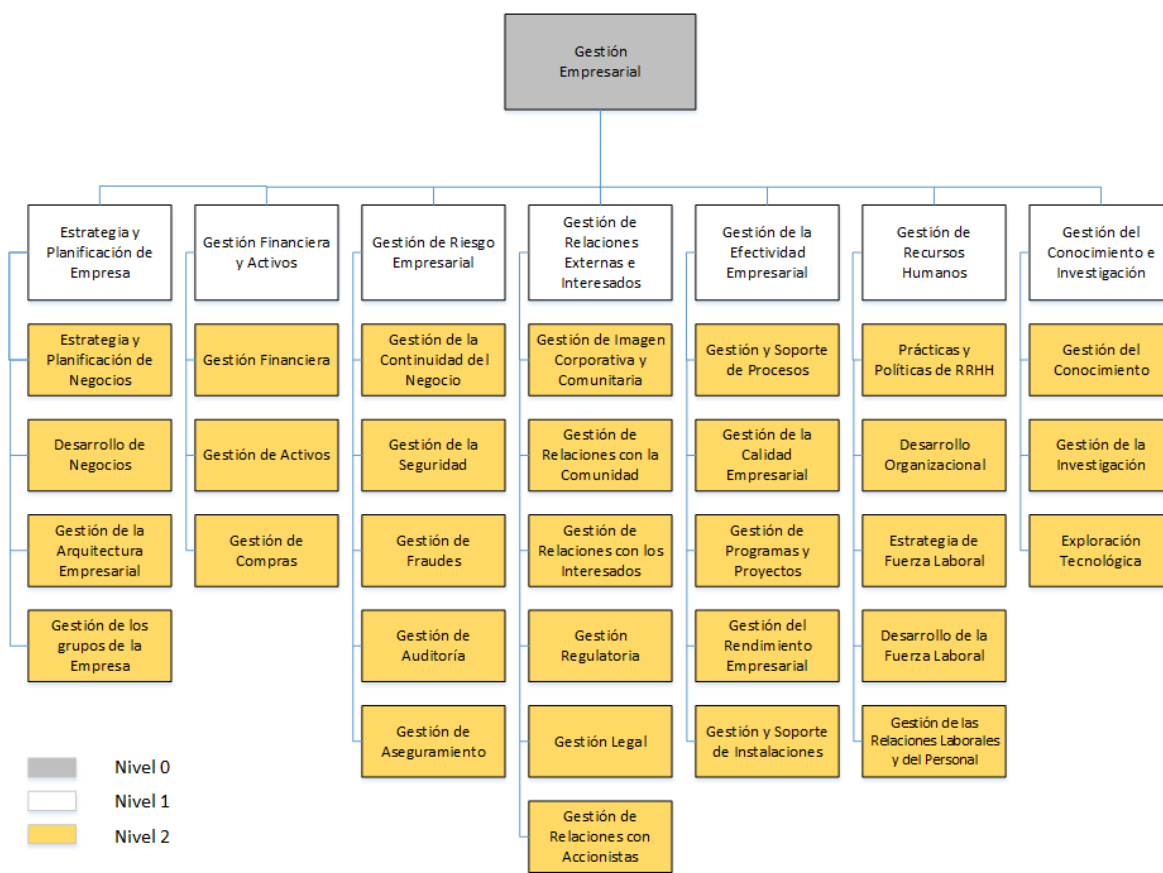 Gestión
Empresarial
Estrategia y
Planificación de
Empresa
Gestión Financiera
y Activos
Gestión de Riesgo
Empresarial
Gestión de
Relaciones
Externas e
Interesados
Gestión de la
Efectividad
Empresarial
Gestión de
Recursos
Humanos
Gestión del
Conocimiento e
Investigación
Estrategia y
Planificación de
Negocios
Gestión Financiera
Gestión de la
Continuidad del
Negocio
Gestión de Imagen
Corporativa y
Comunitaria
Gestión y Soporte
de Procesos
Prácticas y
Políticas de RRHH
Gestión del
Conocimiento
Desarrollo de
Negocios
Gestión de Activos
Gestión de la
Seguridad
Gestión de
Relaciones con la
Comunidad
Gestión de la
Calidad
Empresarial
Desarrollo
Organizacional
Gestión de la
Investigación
Gestión de la
Arquitectura
Empresarial
Gestión de
Compras
Gestión de
Fraudes
Gestión de
Relaciones con los
Interesados
Gestión de
Programas y
Proyectos
Estrategia de
Fuerza Laboral
Exploración
Tecnológica
Gestión de los
grupos de la
Empresa
Gestión de
Auditoría
Gestión
Regulatoria
Gestión del
Rendimiento
Empresarial
Desarrollo de la
Fuerza Laboral
Gestión de
Aseguramiento
Gestión Legal
Gestión y Soporte
de Instalaciones
Gestión de las
Relaciones Laborales
y del Personal
Gestión de
Relaciones con
Accionistas
Nivel 0
Nivel 1
Nivel 2